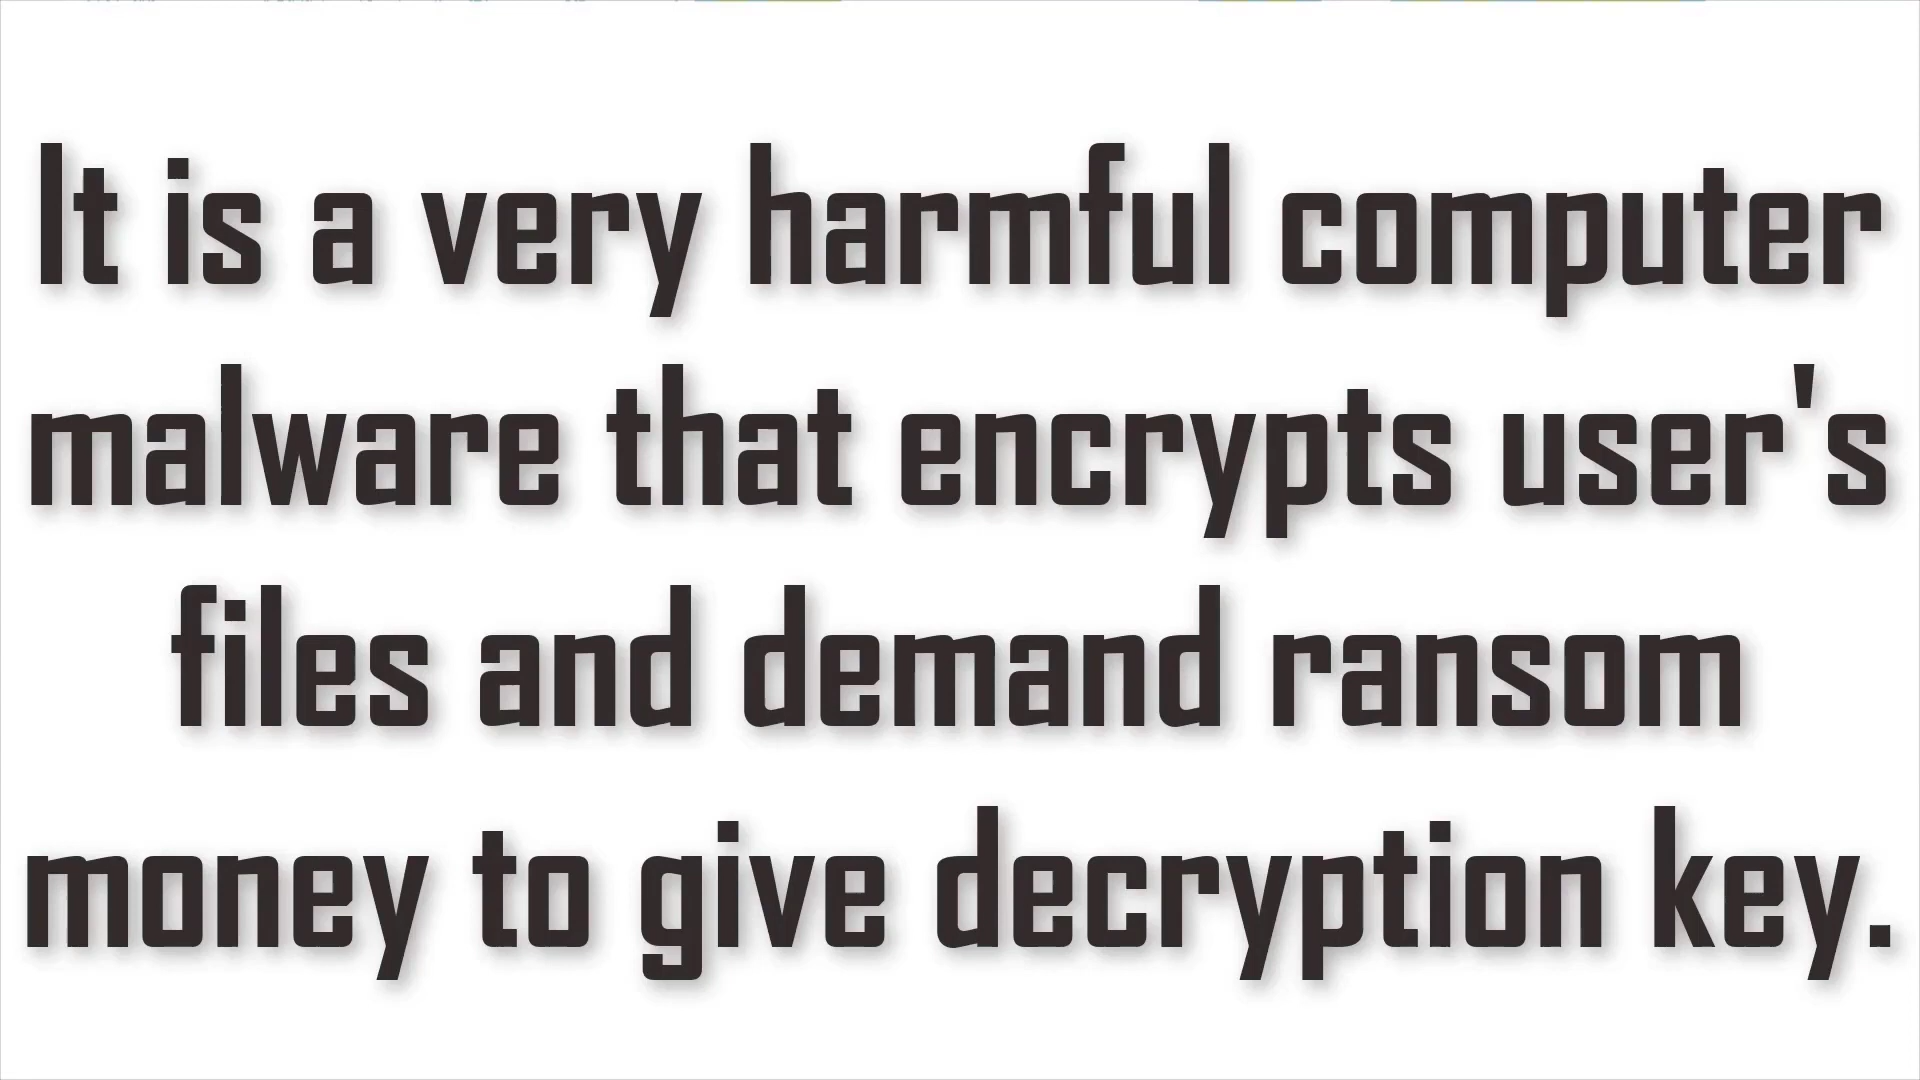 It is a very harmful computer
malware that encrypts user's
files and demand ransom
money to give decryption key.